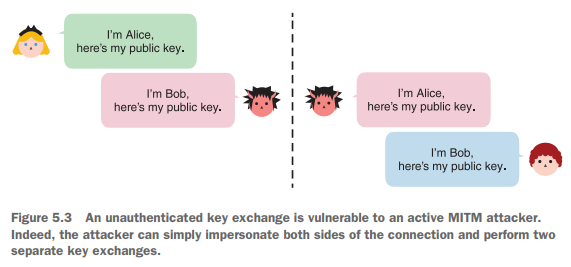 I'm Alice,
here's my public key.
I'm Bob,
here's my public key.
I'm Alice,
here's my public key.
I'm Bob,
here's my public key.
Figure 5.3 An unauthenticated key exchange is vulnerable to an active MITM attacker.
Indeed, the attacker can simply impersonate both sides of the connection and perform two
separate key exchanges.